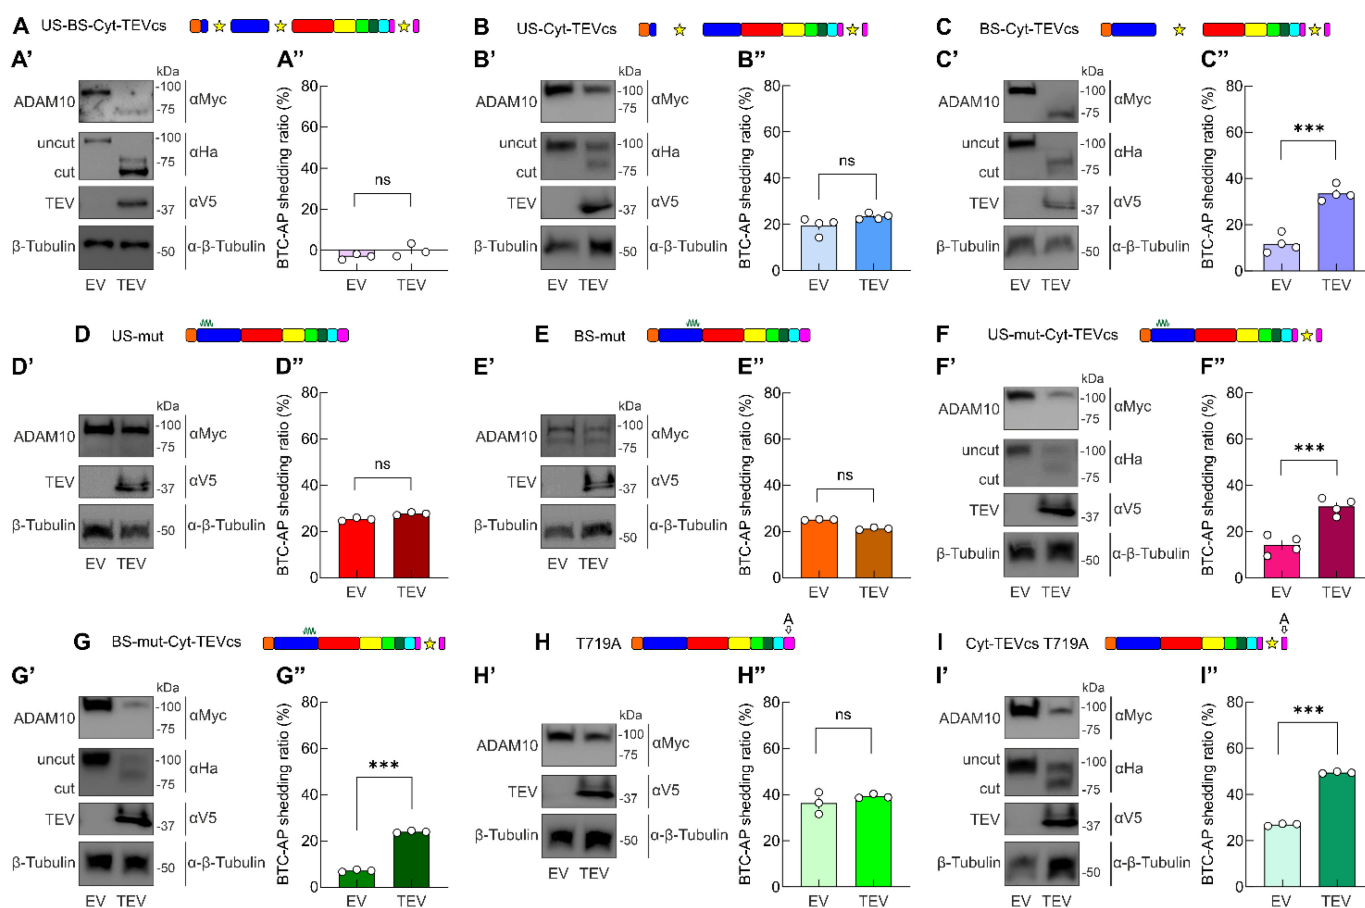 A US-BS-Cyt-TEVcs
A’
kDa
ADAM10
-100
-75
αMyc
uncut
cut
-100
-75
αHa
TEV
-37
αV5
β-Tubulin
-50
α-β-Tubulin
EV TEV
A’’
BTC-AP shedding ratio (%)
80
60
40
20
0
20
ns
EV TEV
B US-Cyt-TEVcs
B’
kDa
ADAM10
-100
-75
αMyc
uncut
cut
-100
-75
αHa
TEV
-37
αV5
β-Tubulin
-50
α-β-Tubulin
EV TEV
B’’
BTC-AP shedding ratio (%)
80
60
40
20
0
ns
EV TEV
C BS-Cyt-TEVcs
C’
kDa
ADAM10
-100
-75
αMyc
uncut
cut
-100
-75
αHa
TEV
-37
αV5
β-Tubulin
-50
α-β-Tubulin
EV TEV
C’’
BTC-AP shedding ratio (%)
80
60
40
20
0
***
EV TEV
D US-mut
D’
kDa
ADAM10
-100
-75
αMyc
TEV
-37
αV5
β-Tubulin
-50
α-β-Tubulin
EV TEV
D’’
BTC-AP shedding ratio (%)
80
60
40
20
0
ns
EV TEV
E BS-mut
E’
kDa
ADAM10
-100
-75
αMyc
TEV
-37
αV5
β-Tubulin
-50
α-β-Tubulin
EV TEV
E’’
BTC-AP shedding ratio (%)
80
60
40
20
0
ns
EV TEV
F US-mut-Cyt-TEVcs
F’
kDa
ADAM10
-100
-75
αMyc
uncut
cut
-100
-75
αHa
TEV
-37
αV5
β-Tubulin
-50
α-β-Tubulin
EV TEV
F’’
BTC-AP shedding ratio (%)
80
60
40
20
0
***
EV TEV
G BS-mut-Cyt-TEVcs
G’
kDa
ADAM10
-100
-75
αMyc
uncut
cut
-100
-75
αHa
TEV
-37
αV5
β-Tubulin
-50
α-β-Tubulin
EV TEV
G’’
BTC-AP shedding ratio (%)
80
60
40
20
0
***
EV TEV
H T719A
A
H’
kDa
ADAM10
-100
-75
αMyc
TEV
-37
αV5
β-Tubulin
-50
α-β-Tubulin
EV TEV
H’’
BTC-AP shedding ratio (%)
80
60
40
20
0
ns
EV TEV
I Cyt-TEVcs T719A
A
I’
kDa
ADAM10
-100
-75
αMyc
uncut
cut
-100
-75
αHa
TEV
-37
αV5
β-Tubulin
-50
α-β-Tubulin
EV TEV
I’’
BTC-AP shedding ratio (%)
80
60
40
20
0
***
EV TEV